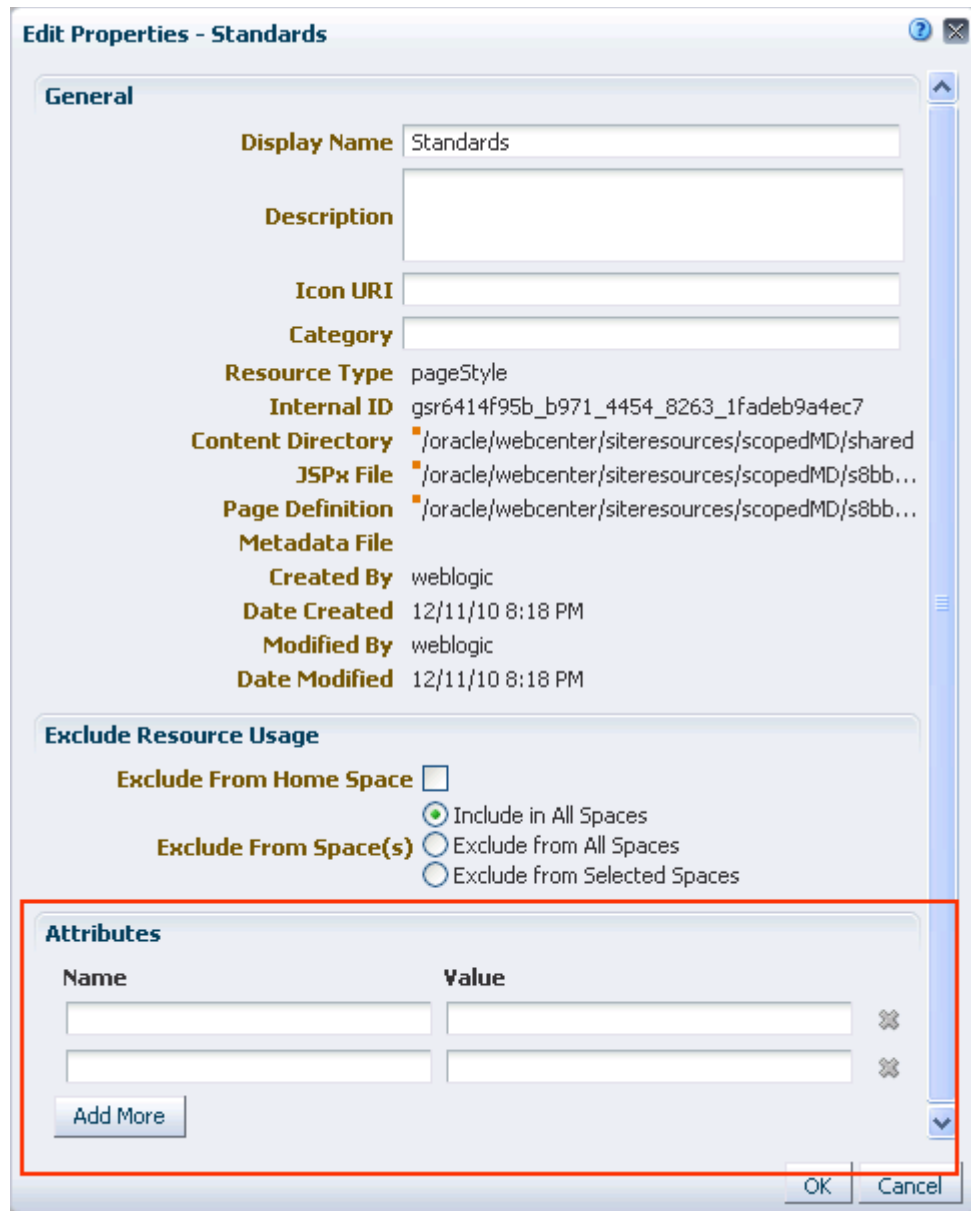 Edit Properties - Standards
General
Display Name Standards
Description
Icon URI
Category
Resource Type pageStyle
Internal ID gsr6414f95b_b971_4454_8263_1fadeb9a4ec7
Content Directory /oracle/webcenter/siteresources/scopedMD/shared
JSPx File /oracle/webcenter/siteresources/scopedMD/s8bb...
Page Definition /oracle/webcenter/siteresources/scopedMD/s8bb...
Metadata File
Created By weblogic
Date Created 12/11/10 8:18 PM
Modified By weblogic
Date Modified 12/11/10 8:18 PM
Exclude Resource Usage
Exclude From Home Space
Include in All Spaces
Exclude From Space(s) Exclude from All Spaces
Exclude from Selected Spaces
Attributes
Name Value
Add More
OK Cancel